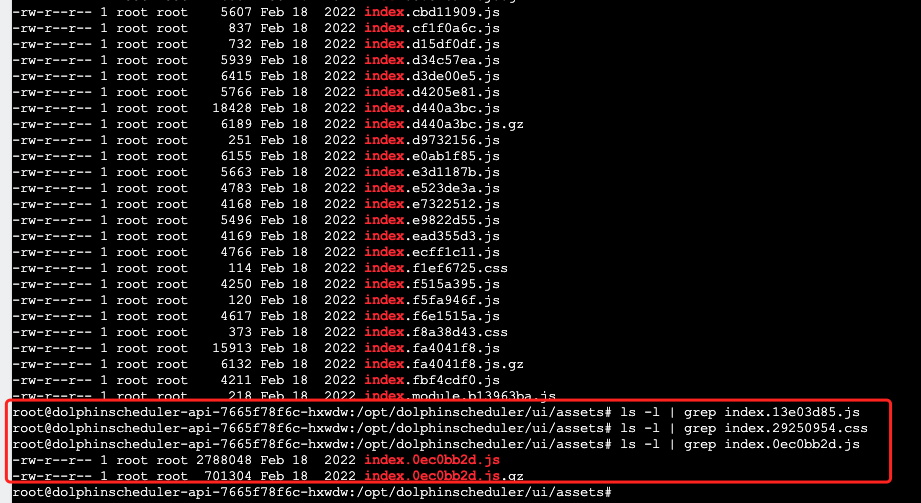 -rw-r--r-- 1 root root 5607 Feb 18 2022 index.cbd11909.js
-rw-r--r-- 1 root root 837 Feb 18 2022 index.cf1f0a6c.js
-rw-r--r-- 1 root root 732 Feb 18 2022 index.d15df0df.js
-rw-r--r-- 1 root root 5939 Feb 18 2022 index.d34c57ea.js
-rw-r--r-- 1 root root 6415 Feb 18 2022 index.d3de00e5.js
-rw-r--r-- 1 root root 5766 Feb 18 2022 index.d4205e81.js
-rw-r--r-- 1 root root 18428 Feb 18 2022 index.d440a3bc.js
-rw-r--r-- 1 root root 6189 Feb 18 2022 index.d440a3bc.js.gz
-rw-r--r-- 1 root root 251 Feb 18 2022 index.d9732156.js
-rw-r--r-- 1 root root 6155 Feb 18 2022 index.e0ab1f85.js
-rw-r--r-- 1 root root 5663 Feb 18 2022 index.e3d1187b.js
-rw-r--r-- 1 root root 4783 Feb 18 2022 index.e523de3a.js
-rw-r--r-- 1 root root 4168 Feb 18 2022 index.e7322512.js
-rw-r--r-- 1 root root 5496 Feb 18 2022 index.e9822d55.js
-rw-r--r-- 1 root root 4169 Feb 18 2022 index.ead355d3.js
-rw-r--r-- 1 root root 4766 Feb 18 2022 index.ecff1c11.js
-rw-r--r-- 1 root root 114 Feb 18 2022 index.f1ef6725.css
-rw-r--r-- 1 root root 4250 Feb 18 2022 index.f515a395.js
-rw-r--r-- 1 root root 120 Feb 18 2022 index.f5fa946f.js
-rw-r--r-- 1 root root 4617 Feb 18 2022 index.f6e1515a.js
-rw-r--r-- 1 root root 373 Feb 18 2022 index.f8a38d43.css
-rw-r--r-- 1 root root 15913 Feb 18 2022 index.fa4041f8.js
-rw-r--r-- 1 root root 6132 Feb 18 2022 index.fa4041f8.js.gz
-rw-r--r-- 1 root root 4211 Feb 18 2022 index.fbf4cdf0.js
-rw-r--r-- 1 root root 218 Feb 18 2022 index.module.b13963ba.js
root@dolphinscheduler-api-7665f78f6c-hxwdw:/opt/dolphinscheduler/ui/assets# ls -l | grep index.13e03d85.js
root@dolphinscheduler-api-7665f78f6c-hxwdw:/opt/dolphinscheduler/ui/assets# ls -l | grep index.29250954.css
root@dolphinscheduler-api-7665f78f6c-hxwdw:/opt/dolphinscheduler/ui/assets# ls -l | grep index.0ec0bb2d.js
-rw-r--r-- 1 root root 2788048 Feb 18 2022 index.0ec0bb2d.js
-rw-r--r-- 1 root root 701304 Feb 18 2022 index.0ec0bb2d.js.gz
root@dolphinscheduler-api-7665f78f6c-hxwdw:/opt/dolphinscheduler/ui/assets#